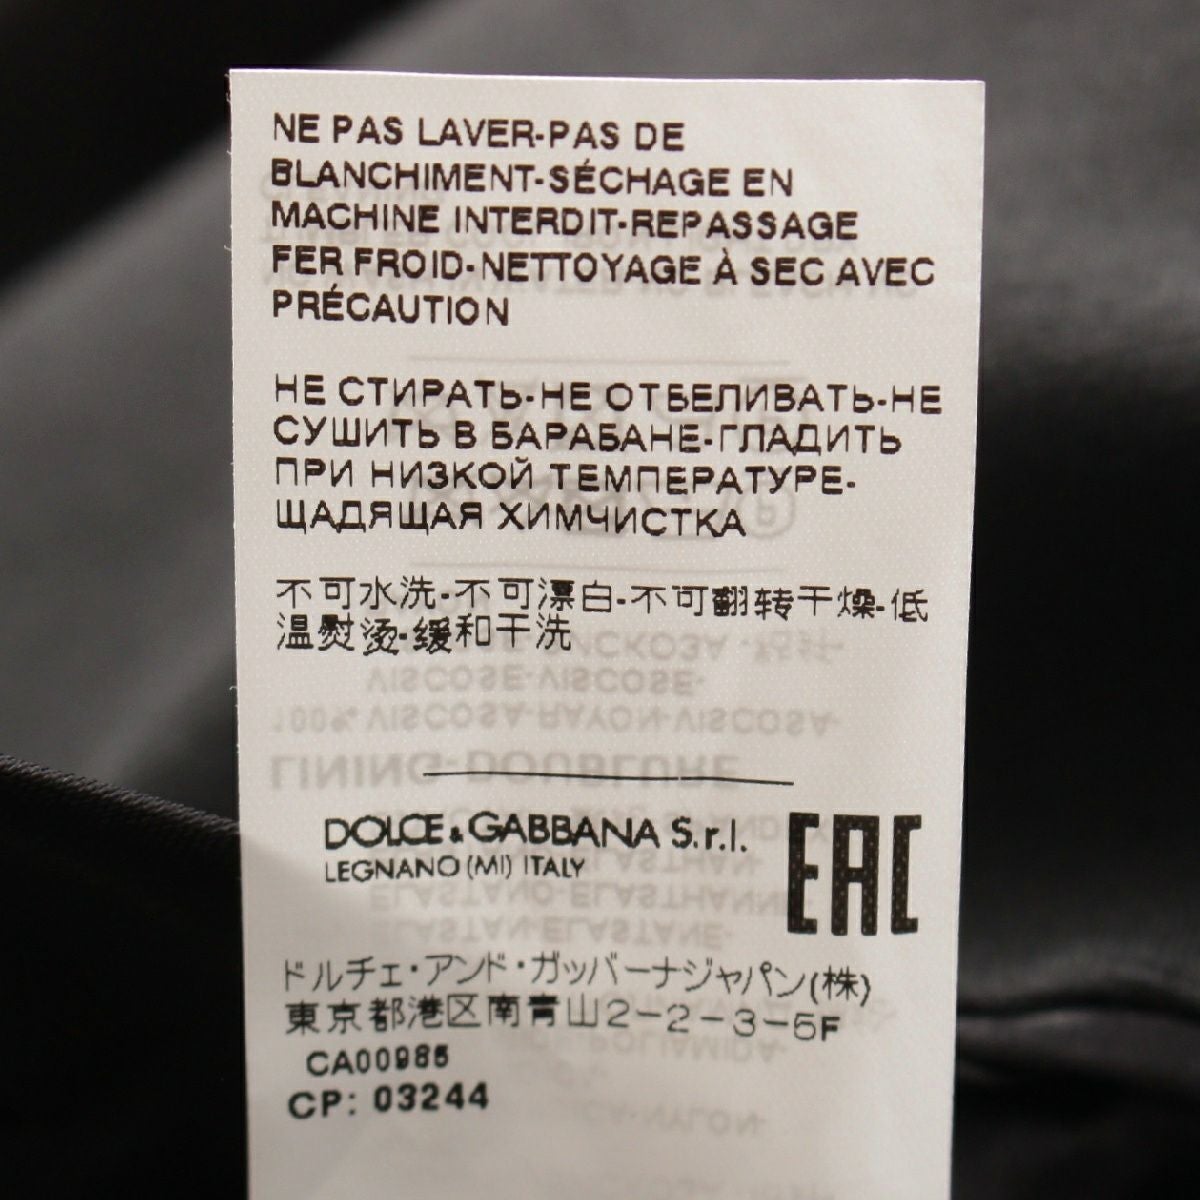 NE PAS LAVER-PAS DE
BLANCHIMENT-SÉCHAGE EN
MACHINE INTERDIT-REPASSAGE
FER FROID-NETTOYAGE À SEC AVEC
PRÉCAUTION
НЕ СТИРАТЬ-НЕ ОТБЕЛИВАТЬ-НЕ
СУШИТЬ В БАРАБАНЕ-ГЛАДИТЬ
ПРИ НИЗКОЙ ТЕМПЕРАТУРЕ-
ЩАДЯЩАЯ ХИМЧИСТКА
不可水洗-不可漂白-不可翻转干燥-低
温熨烫-缓和干洗
DOLCE & GABBANA S.r.l.
LEGNANO (MI) ITALY
EAC
ドルチェ・アンド・ガッバーナジャパン(株)
東京都港区南青山2-2-3-5F
CA00985
CP: 03244